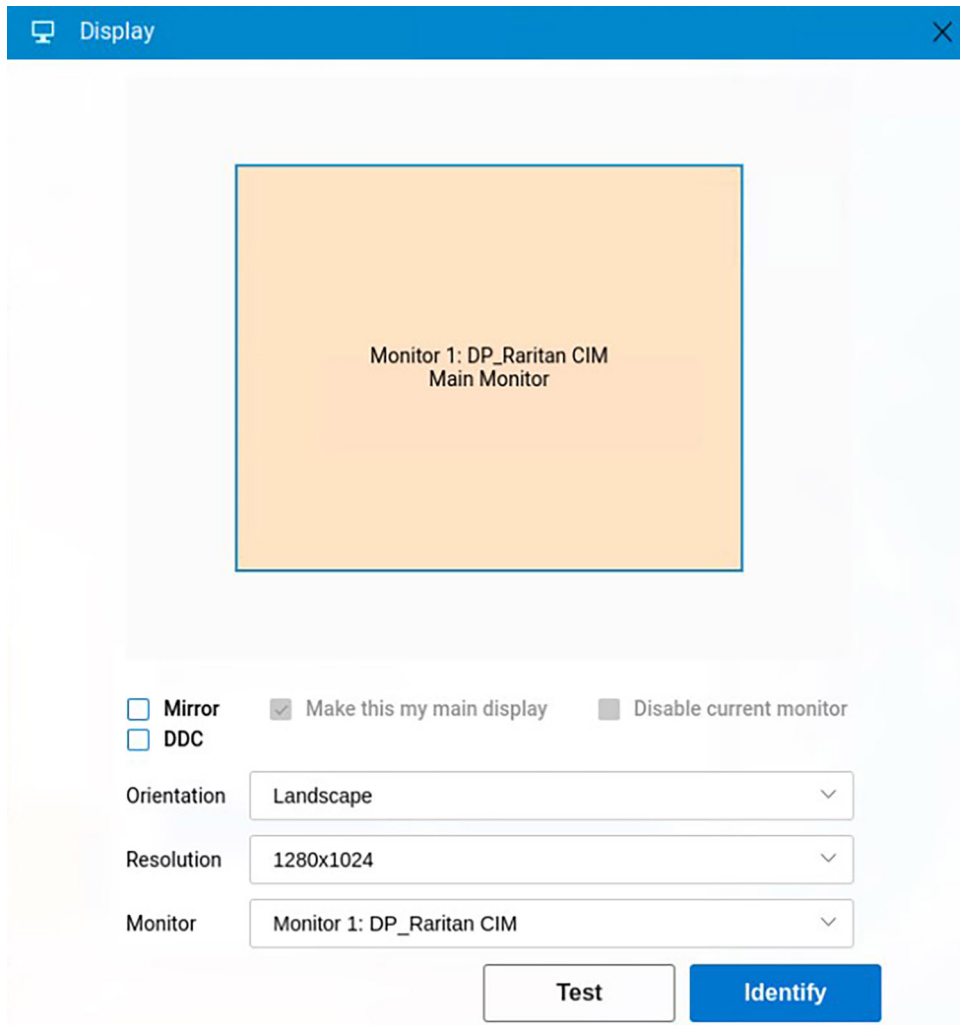 Display
Monitor 1: DP_Raritan CIM
Main Monitor
Mirror
Make this my main display
Disable current monitor
DDC
Orientation
Landscape
Resolution
1280x1024
Monitor
Monitor 1: DP_Raritan CIM
Test
Identify